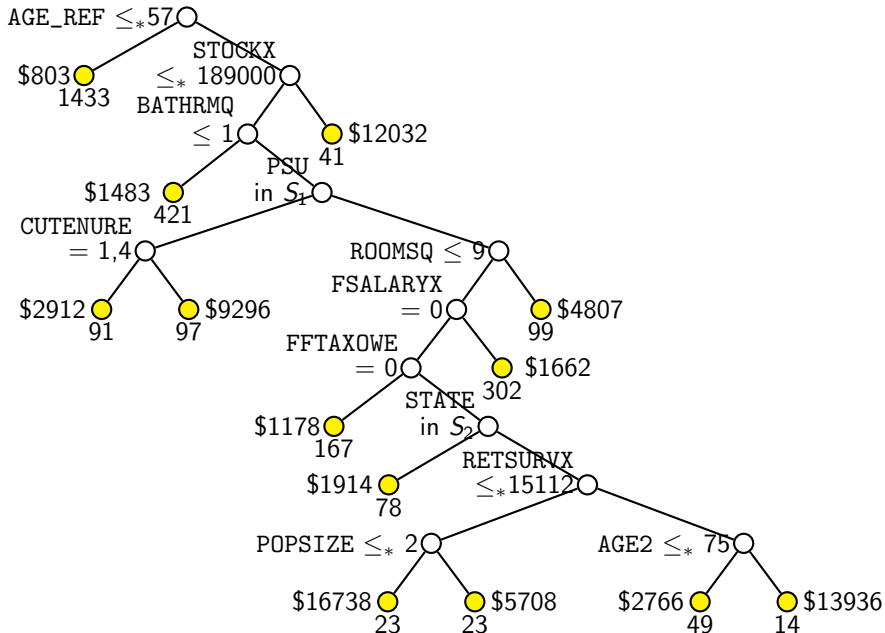 AGE_REF ≤*57
STOCKX
≤* 189000
$803
1433
BATHRMQ
≤ 1
$12032
41
PSU
in S1
$1483
421
CUTENURE
= 1,4
ROOMSQ ≤ 9
FSALARYX
= 0
$2912
91
$9296
97
$4807
99
FFTAXOWE
= 0
$1662
302
STATE
in S2
$1178
167
RETSURVX
≤*15112
$1914
78
POPSIZE ≤* 2
AGE2 ≤* 75
$16738
23
$5708
23
$2766
49
$13936
14